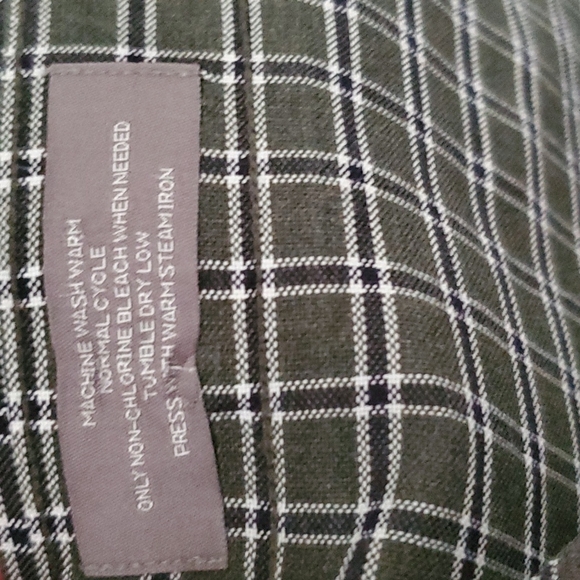 MACHINE WASH WARM
NORMAL CYCLE
ONLY NON-CHLORINE BLEACH WHEN NEEDED
TUMBLE DRY LOW
PRESS WITH WARM STEAM IRON